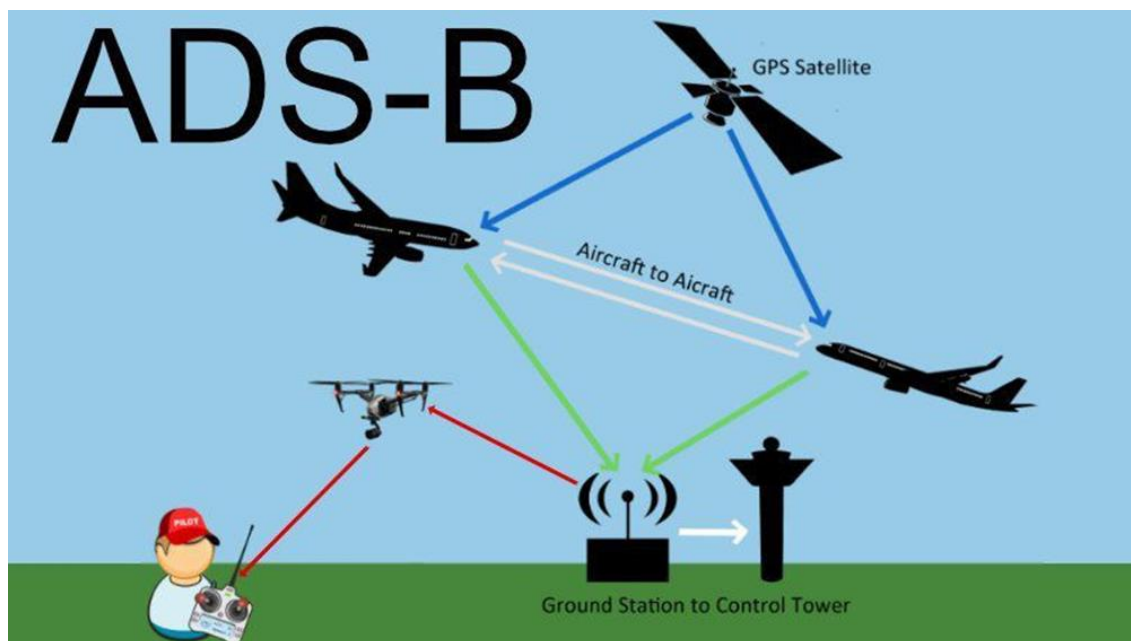 ADS-B
GPS Satellite
Aircraft to Aicraft
PILOT
Ground Station to Control Tower